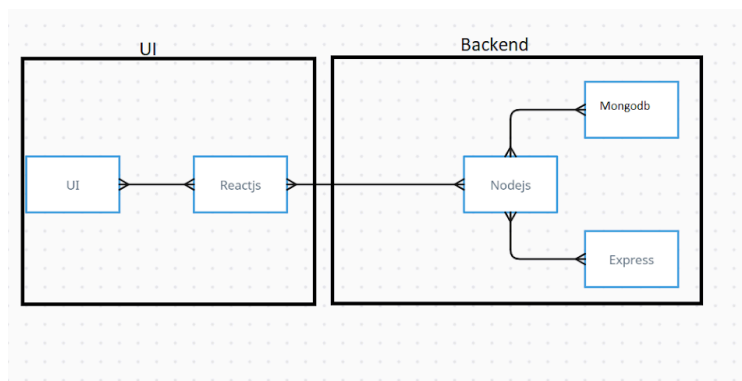 UI
Backend
Mongodb
UI
Reactjs
Nodejs
Express